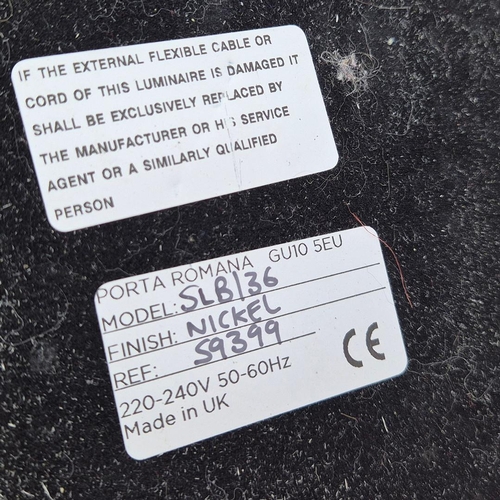 IF THE EXTERNAL FLEXIBLE CABLE OR
CORD OF THIS LUMINAIRE IS DAMAGED IT
SHALL BE EXCLUSIVELY REPLACED BY
THE MANUFACTURER OR HIS SERVICE
AGENT OR A SIMILARLY QUALIFIED
PERSON
PORTA ROMANA GU10 5EU
MODEL: SLB/36
FINISH: NICKEL
REF: S9399
220-240V 50-60Hz
Made in UK
CE